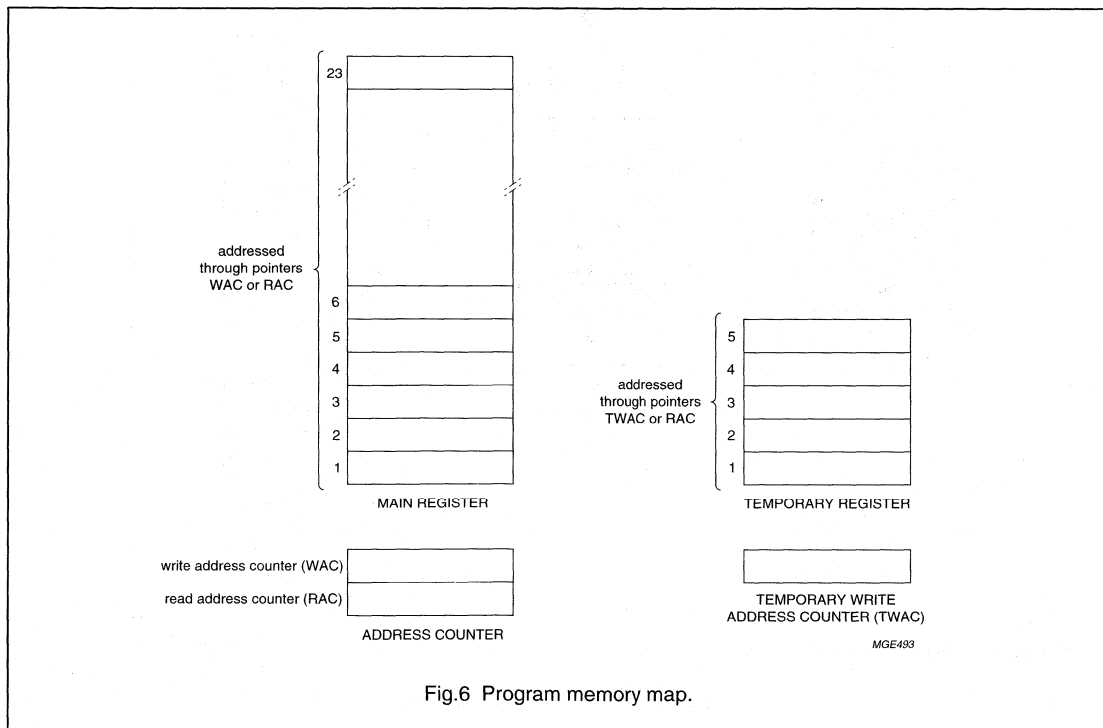 23
addressed
through pointers
WAC or RAC
6
5
4
3
2
1
MAIN REGISTER
addressed
through pointers
TWAC or RAC
5
4
3
2
1
TEMPORARY REGISTER
write address counter (WAC)
read address counter (RAC)
ADDRESS COUNTER
TEMPORARY WRITE
ADDRESS COUNTER (TWAC)
MGE493
Fig.6 Program memory map.